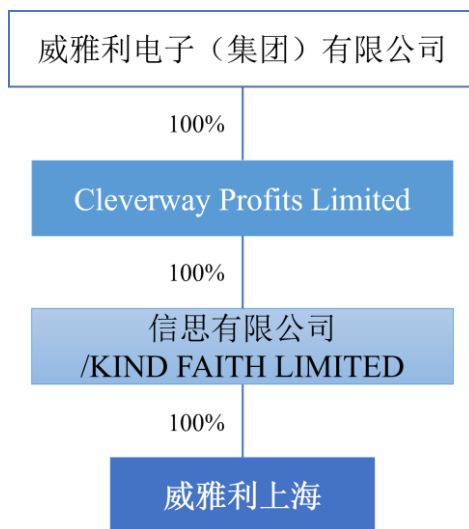 威雅利电子（集团）有限公司
100%
Cleverway Profits Limited
100%
信思有限公司
/KIND FAITH LIMITED
100%
威雅利上海